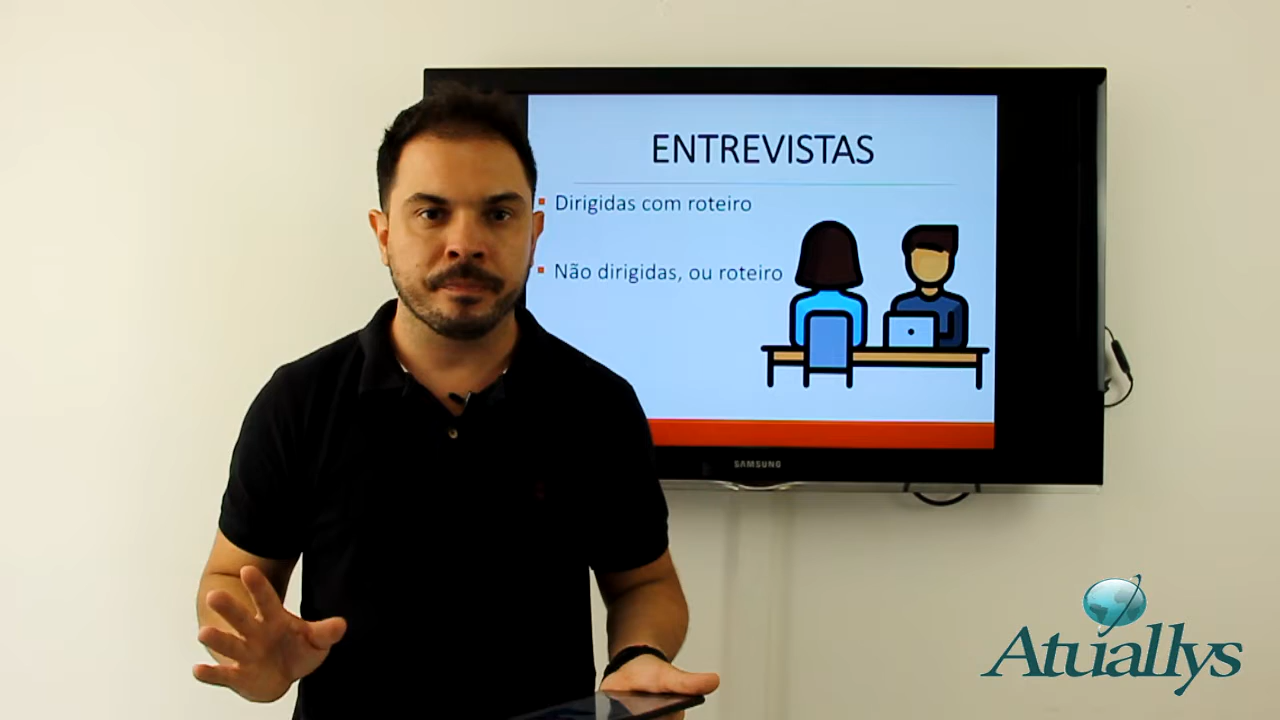 ENTREVISTAS
Dirigidas com roteiro
Não dirigidas, ou roteiro
SAMSUNG
Atuallys